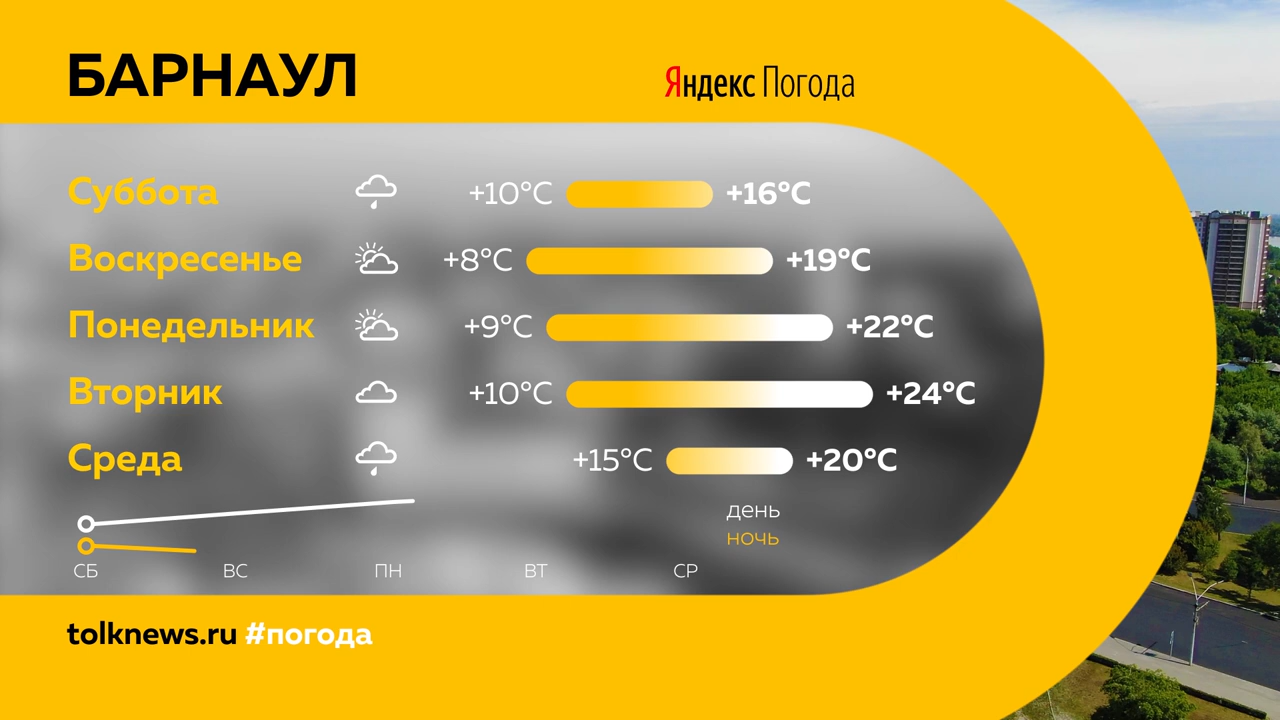 БАРНАУЛ
Яндекс Погода
Суббота +10°C +16°C
Воскресенье +8°C +19°C
Понедельник +9°C +22°C
Вторник +10°C +24°C
Среда +15°C +20°C
день
ночь
СБ ВС ПН ВТ СР
tolknews.ru #погода